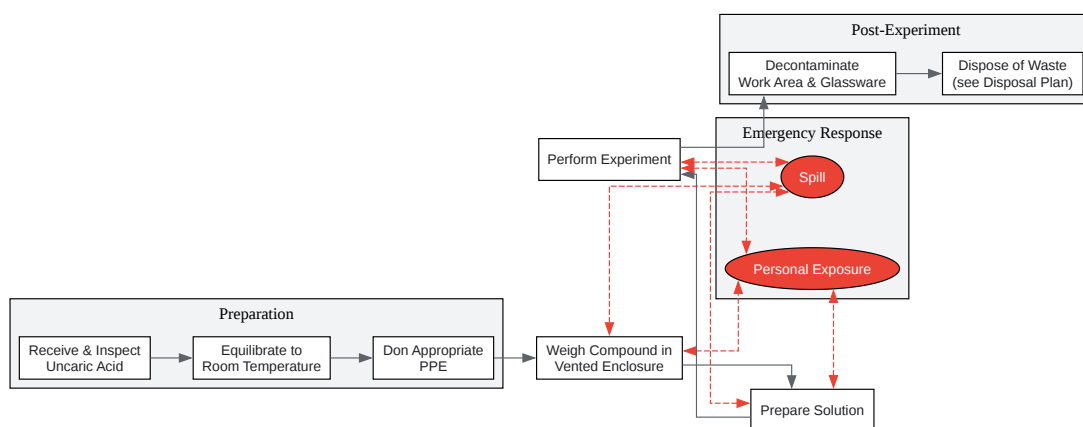 Post-Experiment
Decontaminate
Work Area & Glassware
Dispose of Waste
(see Disposal Plan)
Emergency Response
Perform Experiment
Spill
Personal Exposure
Preparation
Receive & Inspect
Uncaric Acid
Equilibrate to
Room Temperature
Don Appropriate
PPE
Weigh Compound in
Vented Enclosure
Prepare Solution